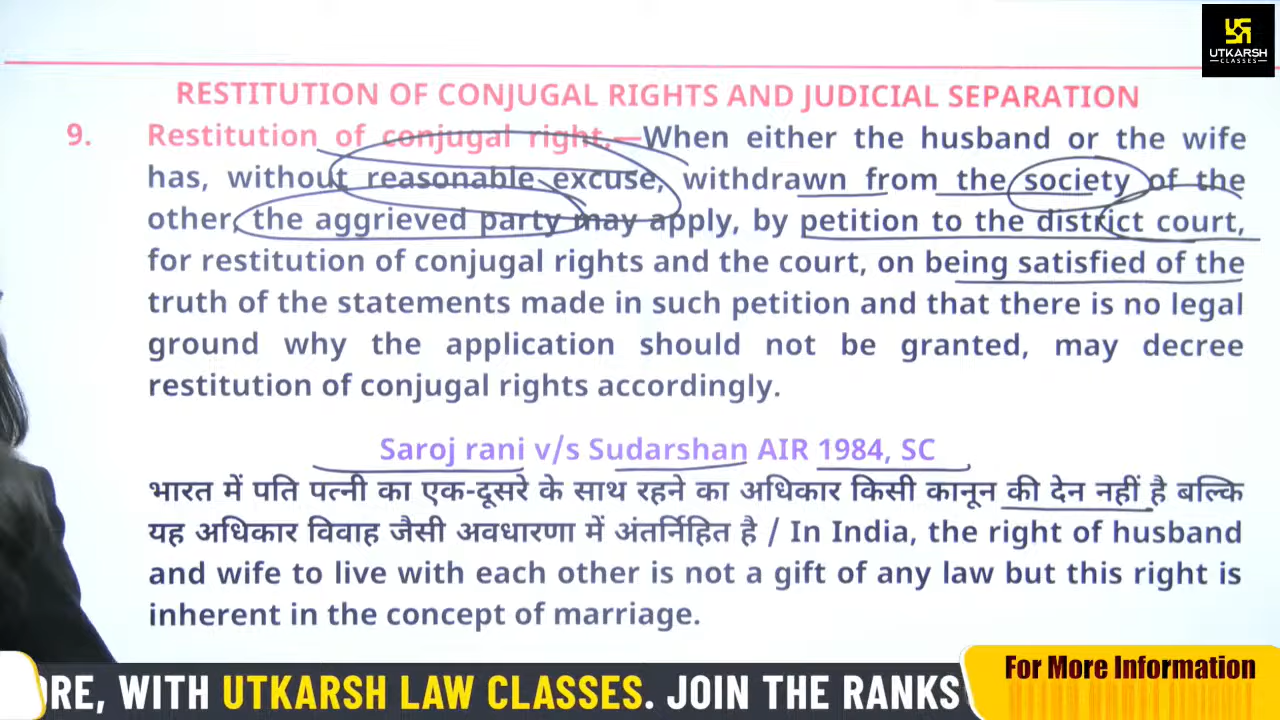 UTKARSH
CLASSES
RESTITUTION OF CONJUGAL RIGHTS AND JUDICIAL SEPARATION
9. Restitution of conjugal right.—When either the husband or the wife
has, without reasonable excuse, withdrawn from the society of the
other, the aggrieved party may apply, by petition to the district court,
for restitution of conjugal rights and the court, on being satisfied of the
truth of the statements made in such petition and that there is no legal
ground why the application should not be granted, may decree
restitution of conjugal rights accordingly.
Saroj rani v/s Sudarshan AIR 1984, SC
भारत में पति पत्नी का एक-दूसरे के साथ रहने का अधिकार किसी कानून की देन नहीं है बल्कि
यह अधिकार विवाह जैसी अवधारणा में अंतर्निहित है / In India, the right of husband
and wife to live with each other is not a gift of any law but this right is
inherent in the concept of marriage.
ORE, WITH UTKARSH LAW CLASSES. JOIN THE RANKS
For More Information